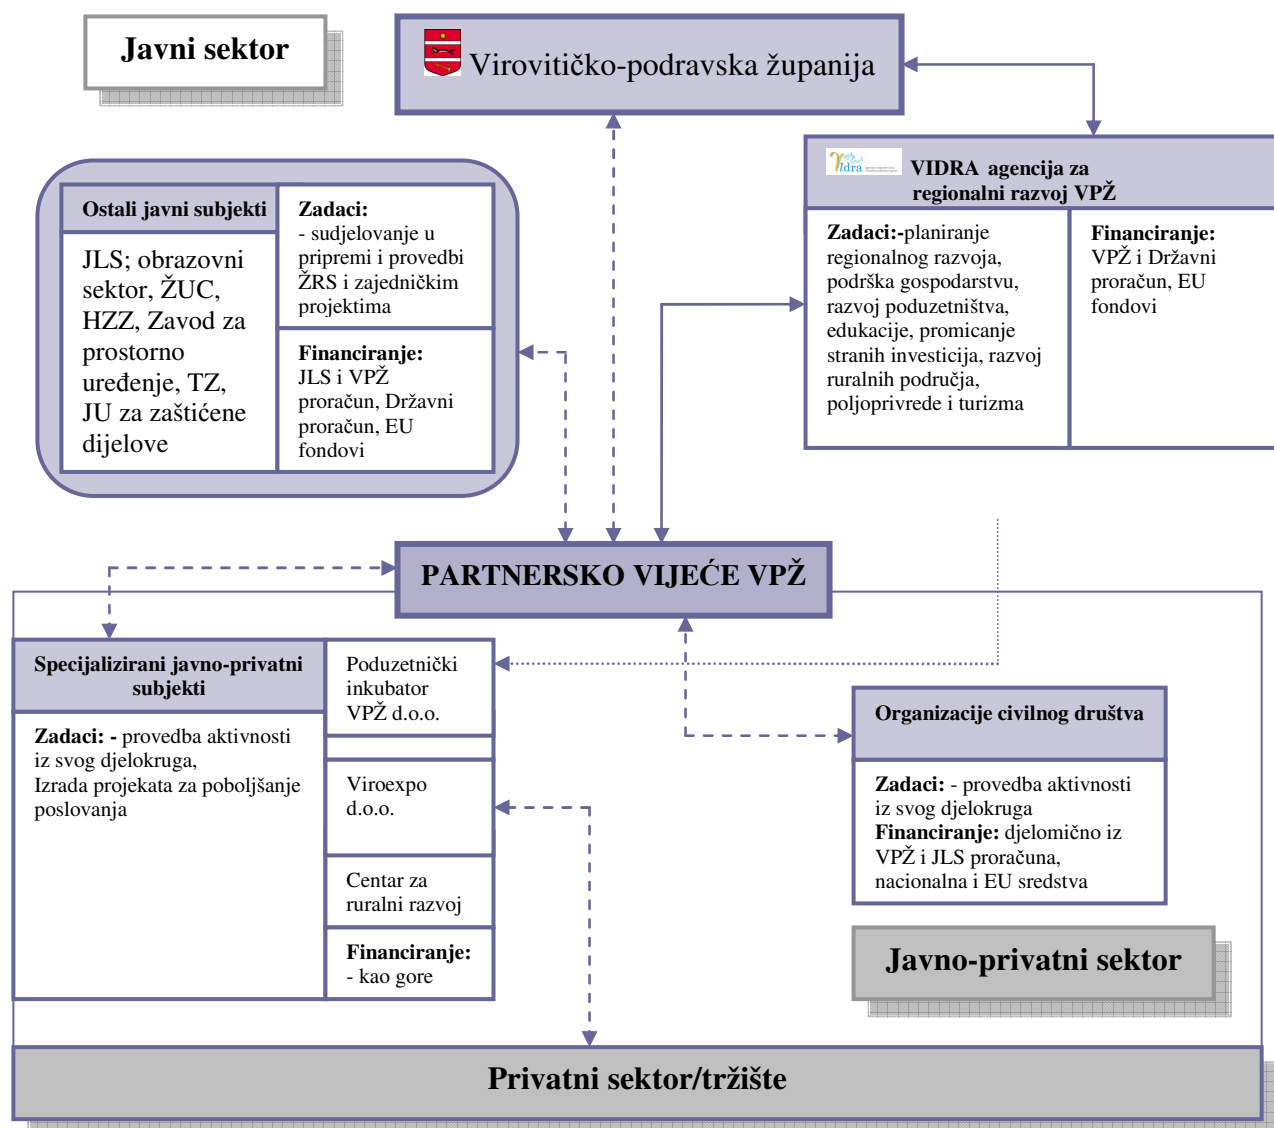 Javni sektor
Virovitičko-podravska županija
Vidra
VIDRA agencija za
regionalni razvoj VPŽ
Zadaci:-planiranje
regionalnog razvoja,
podrška gospodarstvu,
razvoj poduzetništva,
edukacije, promicanje
stranih investicija, razvoj
ruralnih područja,
poljoprivrede i turizma
Financiranje:
VPŽ i Državni
proračun, EU
fondovi
Ostali javni subjekti
JLS; obrazovni
sektor, ŽUC,
HZZ, Zavod za
prostorno
uređenje, TZ,
JU za zaštićene
dijelove
Zadaci:
- sudjelovanje u
pripremi i provedbi
ŽRS i zajedničkim
projektima
Financiranje:
JLS i VPŽ
proračun, Državni
proračun, EU
fondovi
PARTNERSKO VIJEĆE VPŽ
Specijalizirani javno-privatni
subjekti
Zadaci: - provedba aktivnosti
iz svog djelokruga,
Izrada projekata za poboljšanje
poslovanja
Poduzetnički
inkubator
VPŽ d.o.o.
Viroexpo
d.o.o.
Centar za
ruralni razvoj
Financiranje:
- kao gore
Organizacije civilnog društva
Zadaci: - provedba aktivnosti
iz svog djelokruga
Financiranje: djelomično iz
VPŽ i JLS proračuna,
nacionalna i EU sredstva
Javno-privatni sektor
Privatni sektor/tržište